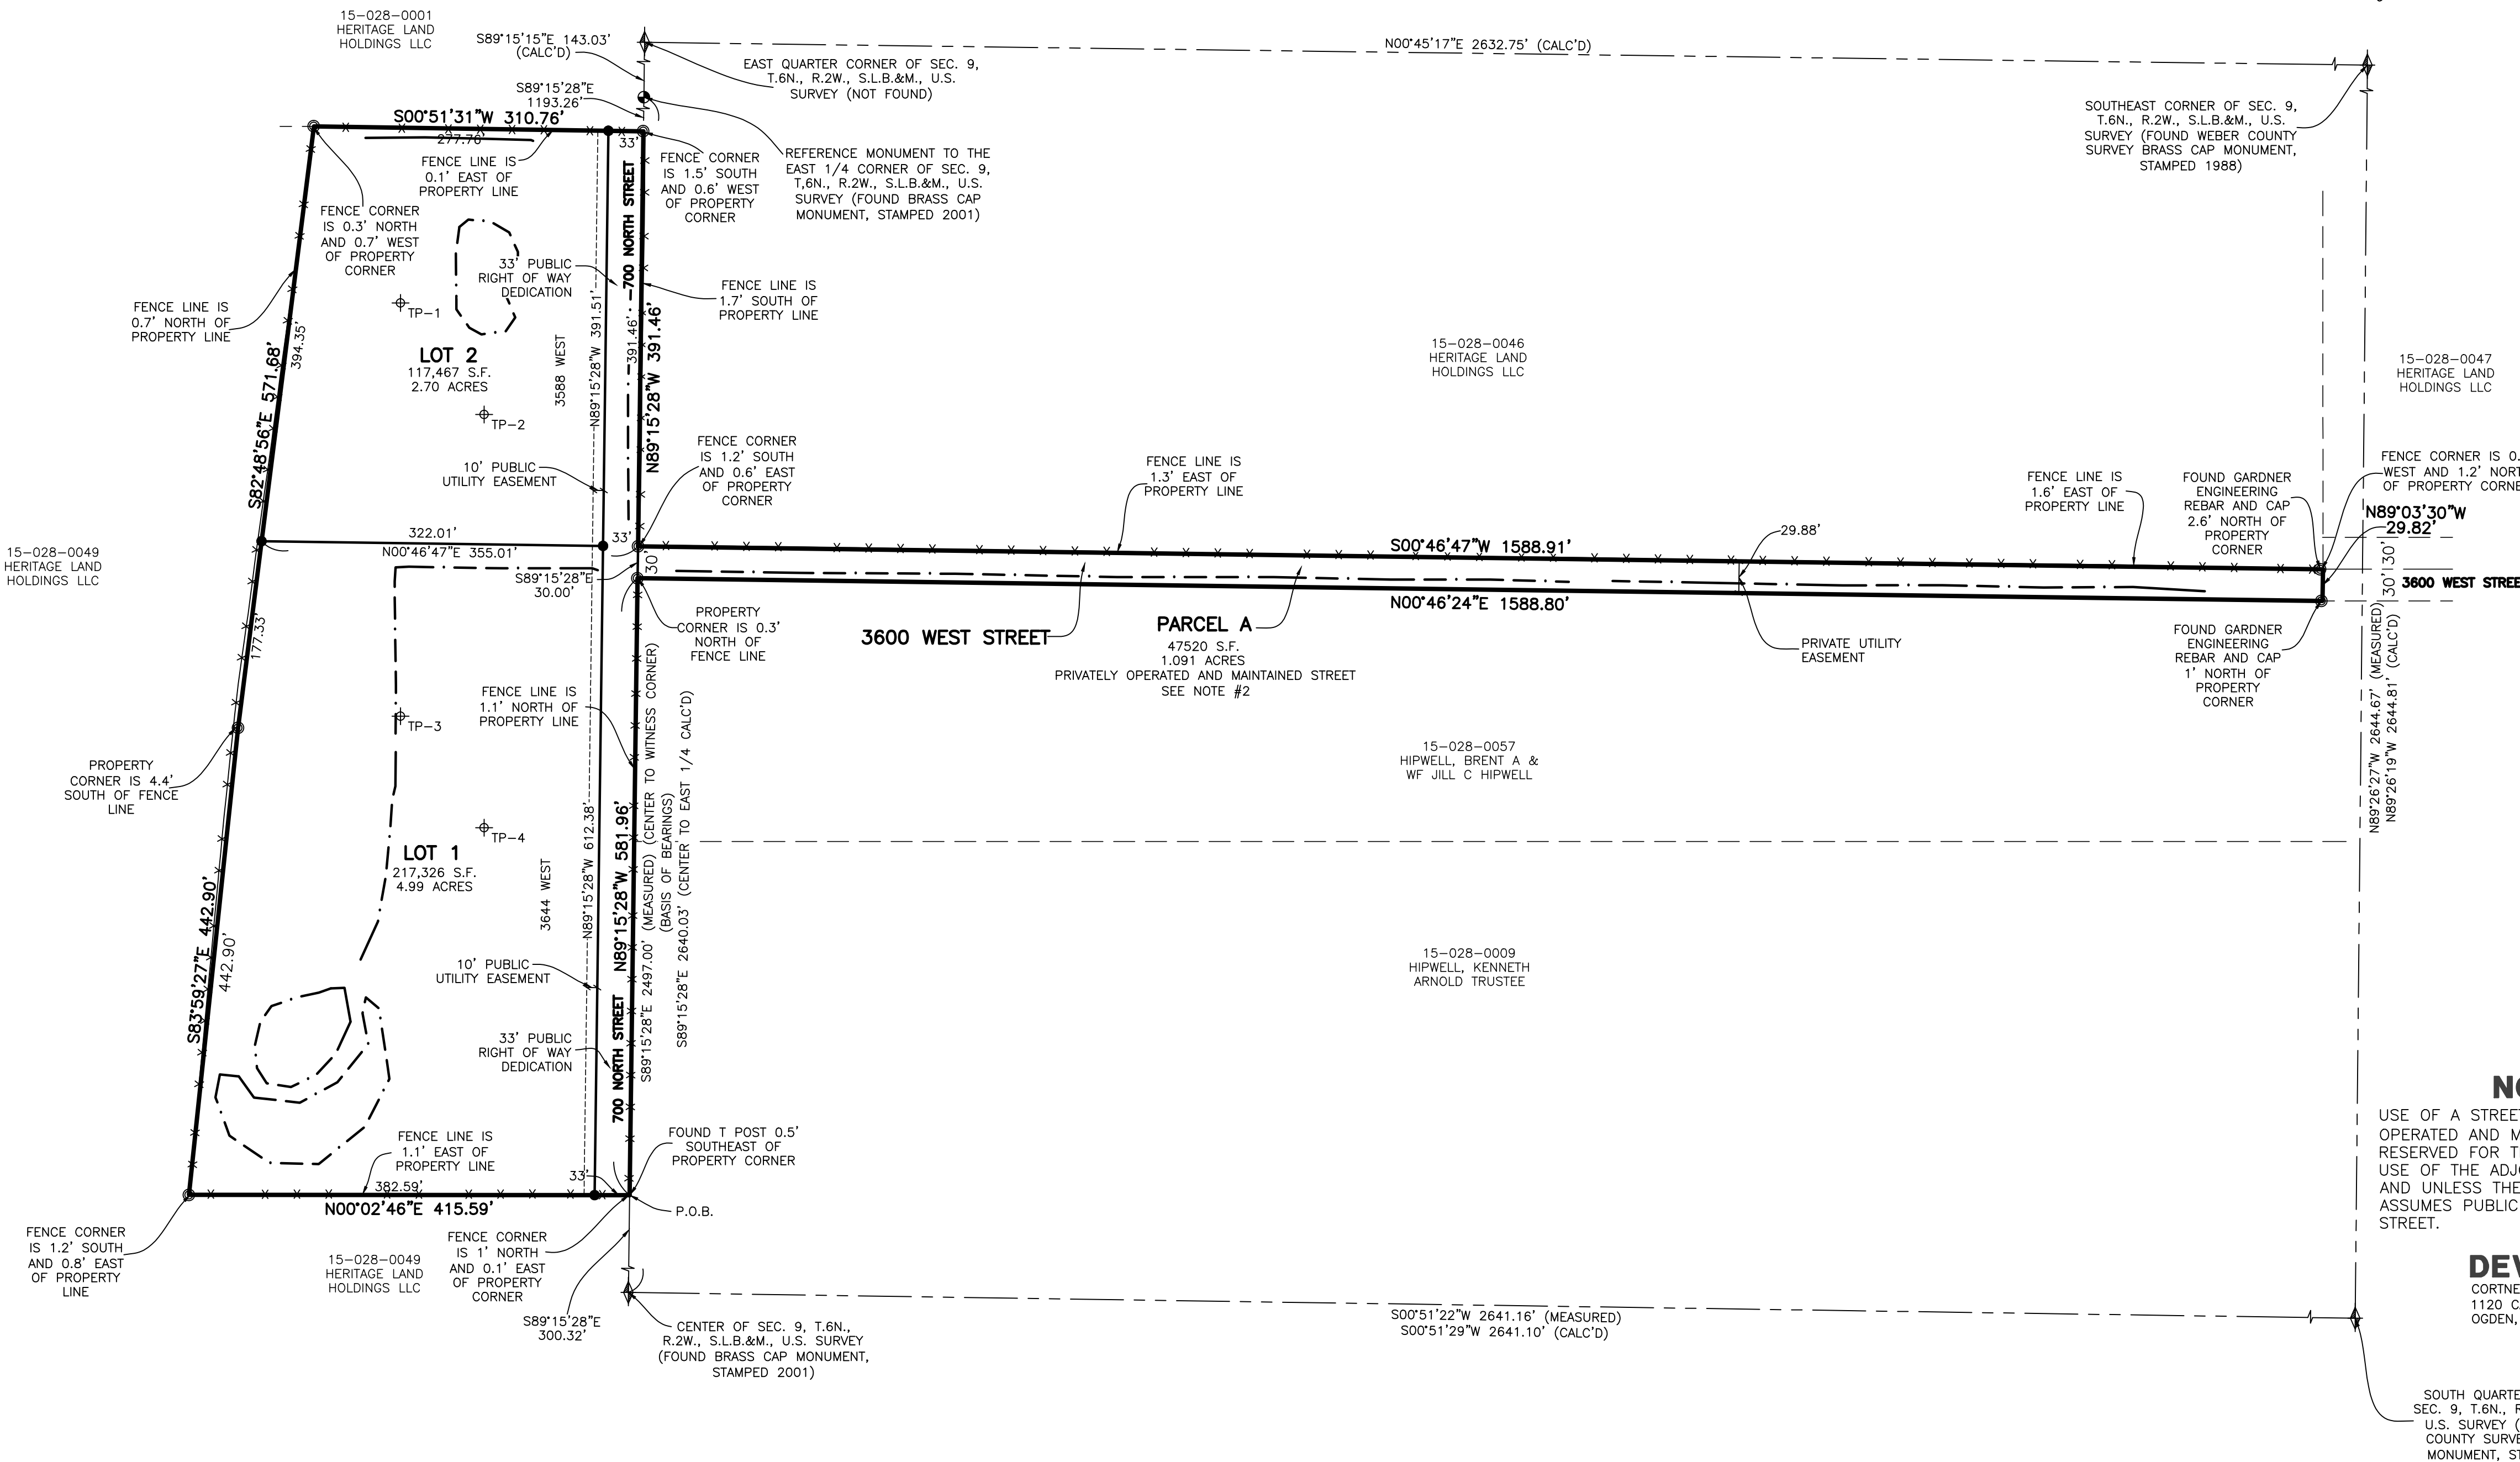 15-028-0001
HERITAGE LAND
HOLDINGS LLC
S89°15'15"E 143.03'
(CALC'D)
S89°15'28"E
1193.26'
EAST QUARTER CORNER OF SEC. 9,
T.6N., R.2W., S.L.B.&M., U.S.
SURVEY (NOT FOUND)
N00°45'17"E 2632.75' (CALC'D)
SOUTHEAST CORNER OF SEC. 9,
T.6N., R.2W., S.L.B.&M., U.S.
SURVEY (FOUND WEBER COUNTY
SURVEY BRASS CAP MONUMENT,
STAMPED 1988)
S00°51'31"W 310.76'
277.76'
33'
FENCE LINE IS
0.1' EAST OF
PROPERTY LINE
FENCE CORNER
IS 1.5' SOUTH
AND 0.6' WEST
OF PROPERTY
CORNER
REFERENCE MONUMENT TO THE
EAST 1/4 CORNER OF SEC. 9,
T,6N., R.2W., S.L.B.&M., U.S.
SURVEY (FOUND BRASS CAP
MONUMENT, STAMPED 2001)
FENCE CORNER
IS 0.3' NORTH
AND 0.7' WEST
OF PROPERTY
CORNER
700 NORTH STREET
33' PUBLIC
RIGHT OF WAY
DEDICATION
FENCE LINE IS
1.7' SOUTH OF
PROPERTY LINE
FENCE LINE IS
0.7' NORTH OF
PROPERTY LINE
TP-1
394.35'
S82°48'56"E 571.68'
LOT 2
117,467 S.F.
2.70 ACRES
3588 WEST
N89°15'28"W 391.51'
391.46'
N89°15'28"W 391.46'
TP-2
10' PUBLIC
UTILITY EASEMENT
FENCE CORNER
IS 1.2' SOUTH
AND 0.6' EAST
OF PROPERTY
CORNER
15-028-0046
HERITAGE LAND
HOLDINGS LLC
15-028-0047
HERITAGE LAND
HOLDINGS LLC
FENCE LINE IS
1.3' EAST OF
PROPERTY LINE
FENCE LINE IS
1.6' EAST OF
PROPERTY LINE
FOUND GARDNER
ENGINEERING
REBAR AND CAP
2.6' NORTH OF
PROPERTY
CORNER
FENCE CORNER IS 0.
WEST AND 1.2' NORT
OF PROPERTY CORNE
N89°03'30"W
29.82'
15-028-0049
HERITAGE LAND
HOLDINGS LLC
322.01'
N00°46'47"E 355.01'
33'
30'
S89°15'28"E
30.00'
S00°46'47"W 1588.91'
29.88'
30'
30'
3600 WEST STREE
N00°46'24"E 1588.80'
PROPERTY
CORNER IS 0.3'
NORTH OF
FENCE LINE
3600 WEST STREET
PARCEL A
47520 S.F.
1.091 ACRES
PRIVATELY OPERATED AND MAINTAINED STREET
SEE NOTE #2
PRIVATE UTILITY
EASEMENT
FOUND GARDNER
ENGINEERING
REBAR AND CAP
1' NORTH OF
PROPERTY
CORNER
N89°26'27"W 2644.67' (MEASURED)
N89°26'19"W 2644.81' (CALC'D)
177.33'
TP-3
FENCE LINE IS
1.1' NORTH OF
PROPERTY LINE
PROPERTY
CORNER IS 4.4'
SOUTH OF FENCE
LINE
15-028-0057
HIPWELL, BRENT A &
WF JILL C HIPWELL
TP-4
LOT 1
217,326 S.F.
4.99 ACRES
3644 WEST
N89°15'28"W 612.38'
N89°15'28"W 581.96'
S89°15'28"E 2497.00' (MEASURED) (CENTER TO WITNESS CORNER)
(BASIS OF BEARINGS)
S89°15'28"E 2640.03' (CENTER TO EAST 1/4 CALC'D)
S83°59'27"E 442.90'
442.90'
10' PUBLIC
UTILITY EASEMENT
15-028-0009
HIPWELL, KENNETH
ARNOLD TRUSTEE
33' PUBLIC
RIGHT OF WAY
DEDICATION
700 NORTH STREET
FENCE LINE IS
1.1' EAST OF
PROPERTY LINE
382.59'
33'
N00°02'46"E 415.59'
FOUND T POST 0.5'
SOUTHEAST OF
PROPERTY CORNER
P.O.B.
FENCE CORNER
IS 1.2' SOUTH
AND 0.8' EAST
OF PROPERTY
LINE
15-028-0049
HERITAGE LAND
HOLDINGS LLC
FENCE CORNER
IS 1' NORTH
AND 0.1' EAST
OF PROPERTY
CORNER
S89°15'28"E
300.32'
CENTER OF SEC. 9, T.6N.,
R.2W., S.L.B.&M., U.S. SURVEY
(FOUND BRASS CAP MONUMENT,
STAMPED 2001)
S00°51'22"W 2641.16' (MEASURED)
S00°51'29"W 2641.10' (CALC'D)
USE OF A STREET
OPERATED AND M
RESERVED FOR T
USE OF THE ADJ
AND UNLESS THE
ASSUMES PUBLIC
STREET.
DEV
CORTNE
1120 C
OGDEN,
SOUTH QUARTE
SEC. 9, T.6N., R
U.S. SURVEY (
COUNTY SURVE
MONUMENT, ST